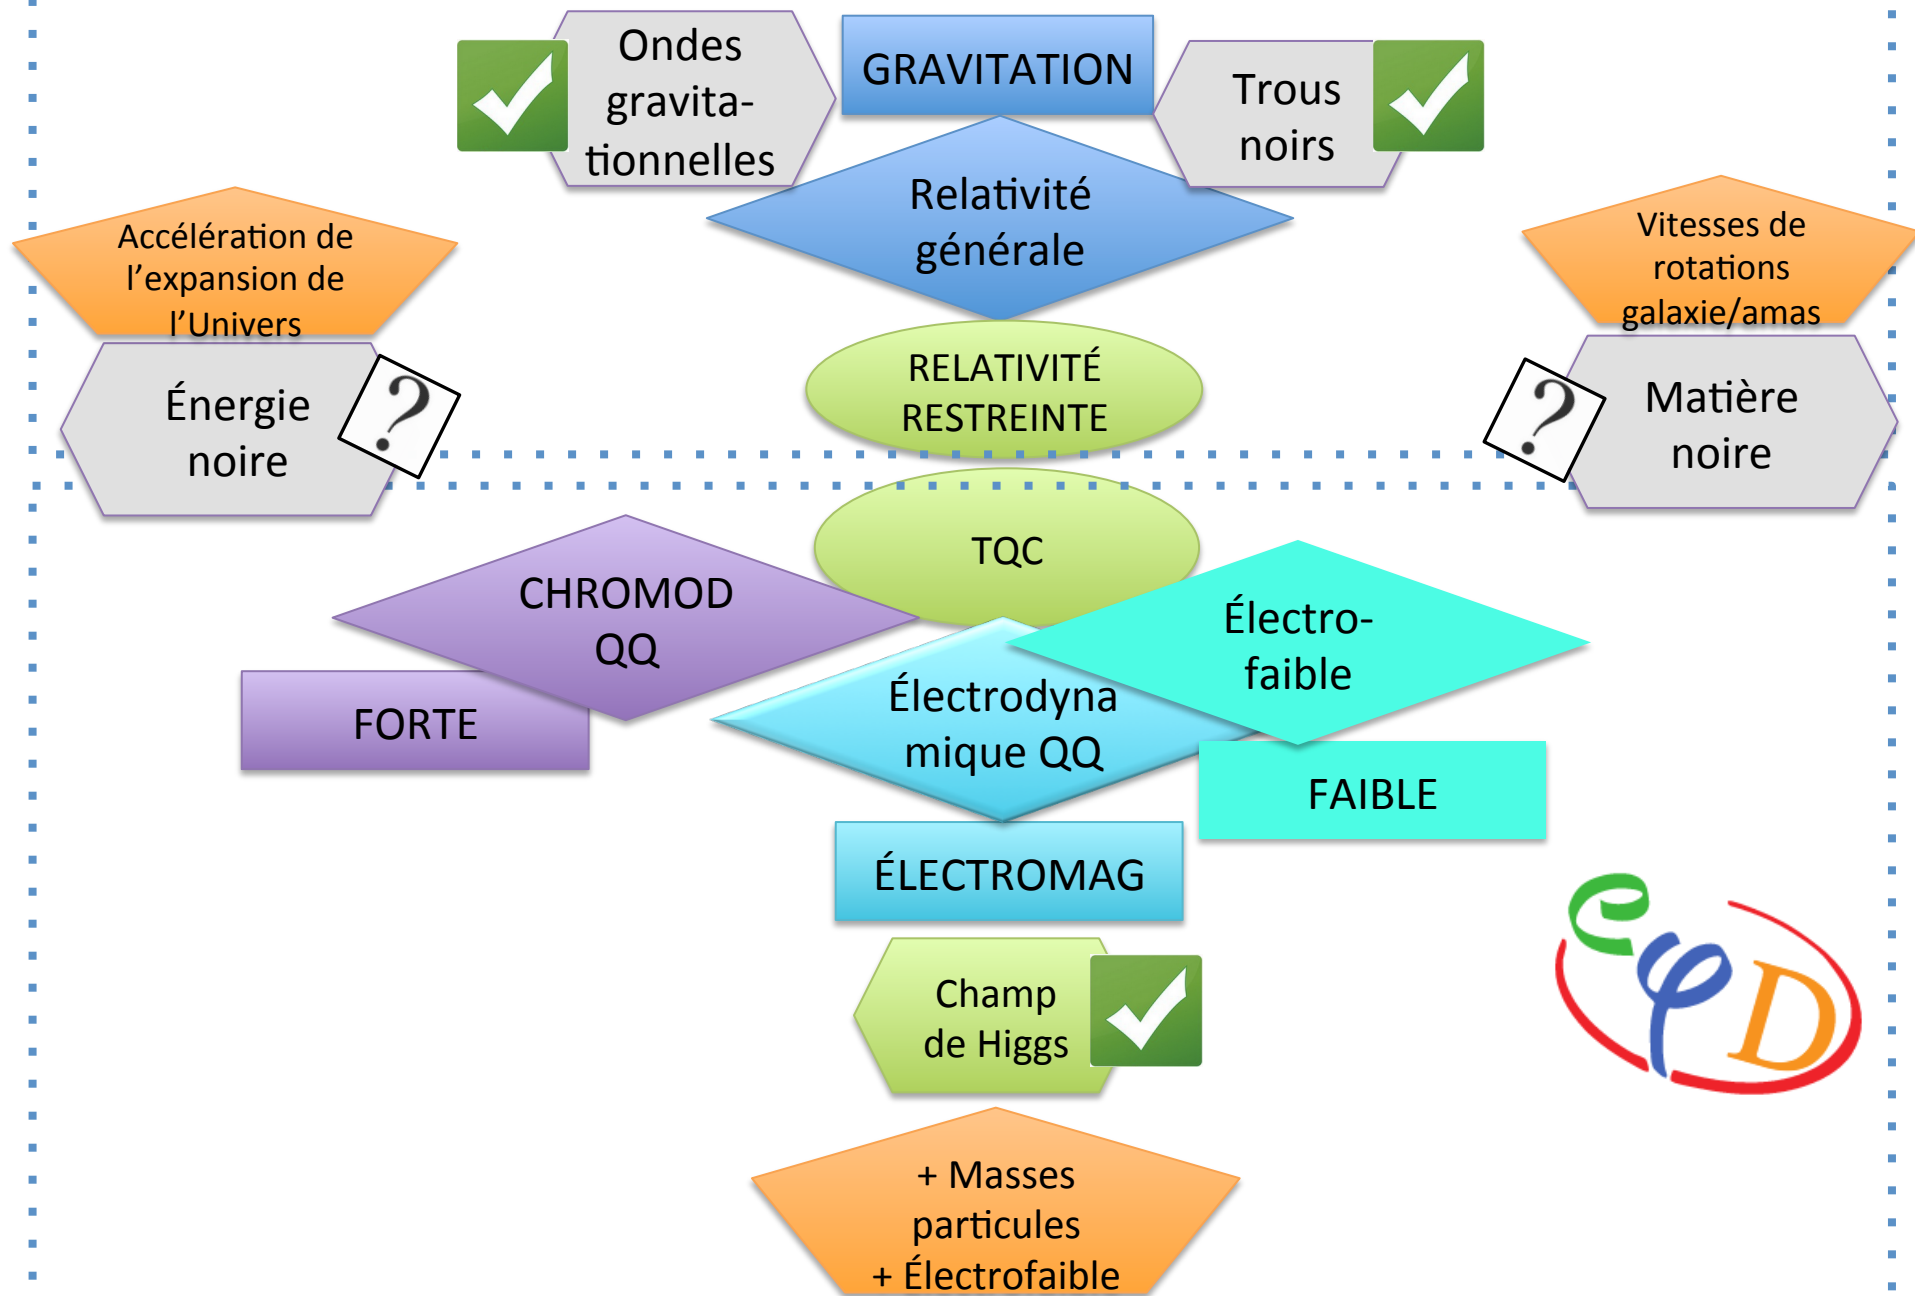 Ondes
gravita-
tionnelles
GRAVITATION
Trous
noirs
Relativité
générale
Accélération de
l'expansion de
l'Univers
Vitesses de
rotations
galaxie/amas
Énergie
noire
?
RELATIVITÉ
RESTREINTE
?
Matière
noire
TQC
CHROMOD
QQ
FORTE
Électrodyna
mique QQ
Électro-
faible
FAIBLE
ÉLECTROMAG
Champ
de Higgs
eφD
+ Masses
particules
+ Électrofaible